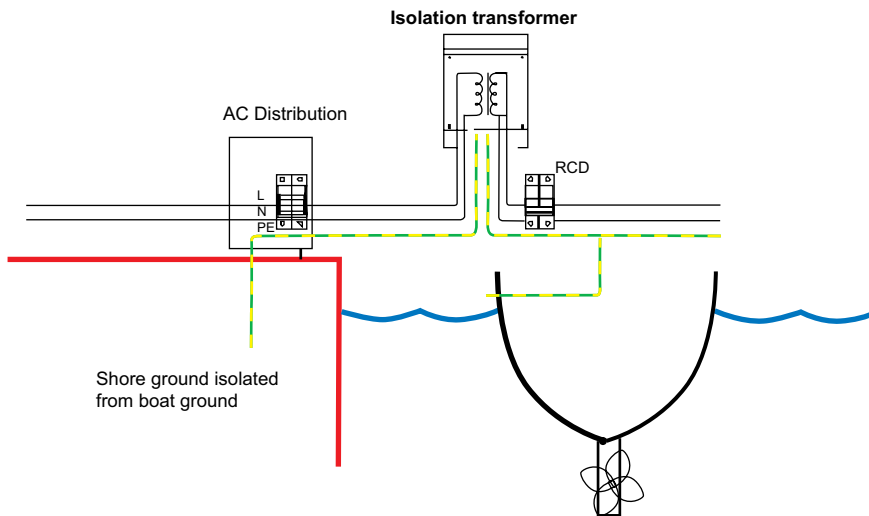 Isolation transformer
AC Distribution
RCD
L
N
PE
Shore ground isolated
from boat ground